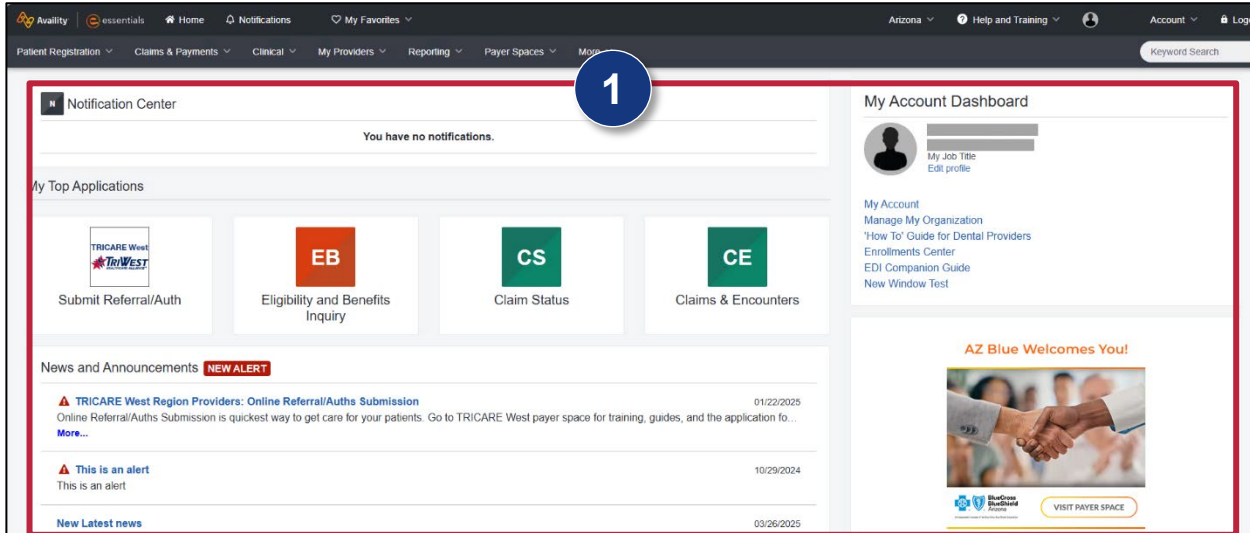 Availity essentials Home Notifications My Favorites Arizona Help and Training Account
Patient Registration Claims & Payments Clinical My Providers Reporting Payer Spaces Keyword Search
1
N Notification Center
You have no notifications.
My Top Applications
TRICARE West
TRIWEST
Submit Referral/Auth
EB
Eligibility and Benefits
Inquiry
CS
Claim Status
CE
Claims & Encounters
News and Announcements NEW ALERT
TRICARE West Region Providers: Online Referral/Auths Submission 01/22/2025
Online Referral/Auths Submission is quickest way to get care for your patients. Go to TRICARE West payer space for training, guides, and the application fo...
More...
This is an alert 10/29/2024
This is an alert
New Latest news 03/26/2025
My Account Dashboard
My Job Title
Edit profile
My Account
Manage My Organization
'How To' Guide for Dental Providers
Enrollments Center
EDI Companion Guide
New Window Test
AZ Blue Welcomes You!
BlueCross
BlueShield
Arizona
VISIT PAYER SPACE